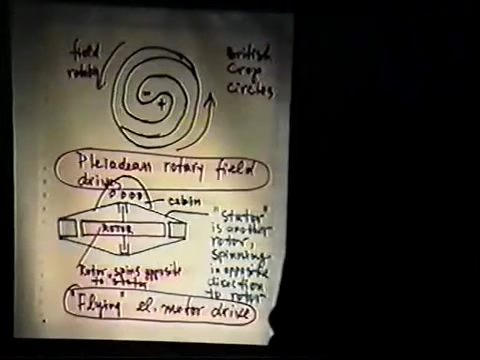 field
rotate
British
Crop
Circles
- +
Pleiadean rotary field
drive
cabin
ROTOR
"Stator"
is another
rotor,
spinning
in opposite
direction
to rotor
Rotor spins opposite
to "stator"
"Flying" el. motor drive